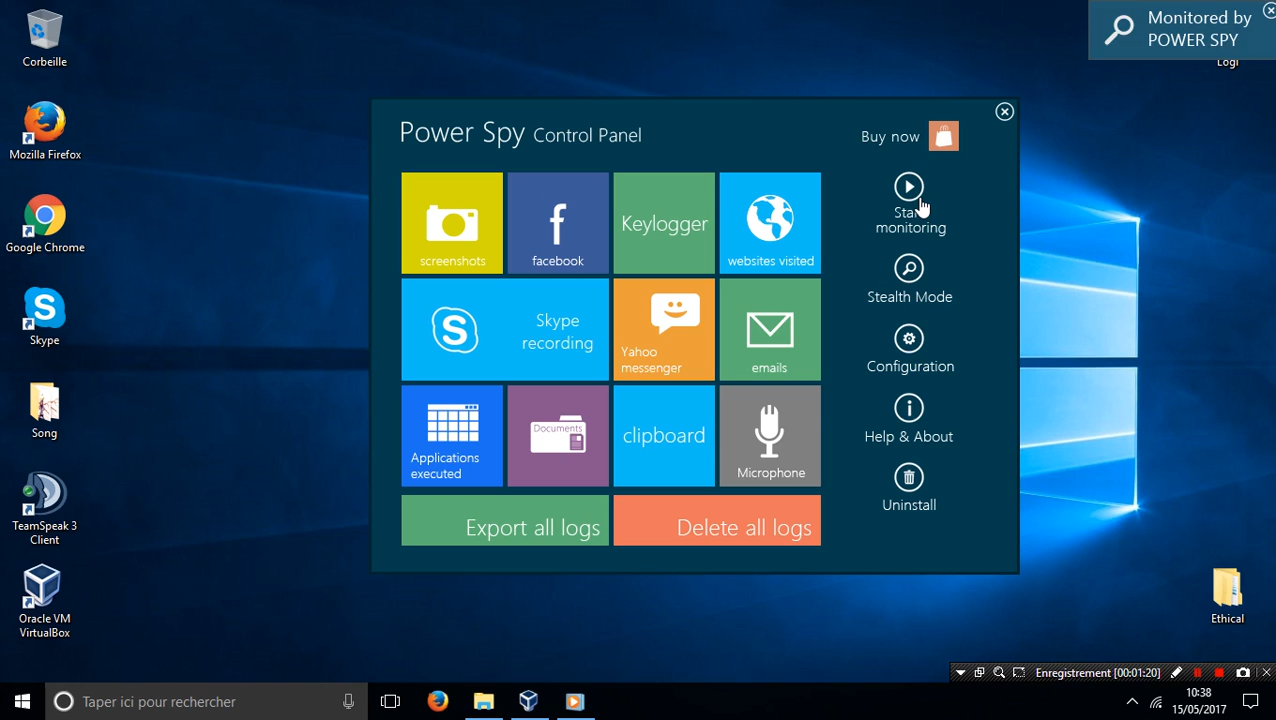 Corbeille
Mozilla Firefox
Google Chrome
Skype
Song
TeamSpeak 3
Client
Oracle VM
VirtualBox
Monitored by
POWER SPY
Logi
Power Spy Control Panel
Buy now
screenshots
facebook
Keylogger
websites visited
Skype
recording
Yahoo
messenger
emails
Applications
executed
Documents
clipboard
Microphone
Export all logs
Delete all logs
monitoring
Stealth Mode
Configuration
Help & About
Uninstall
Ethical
Enregistrement [00:01:20]
Taper ici pour rechercher
10:38
15/05/2017